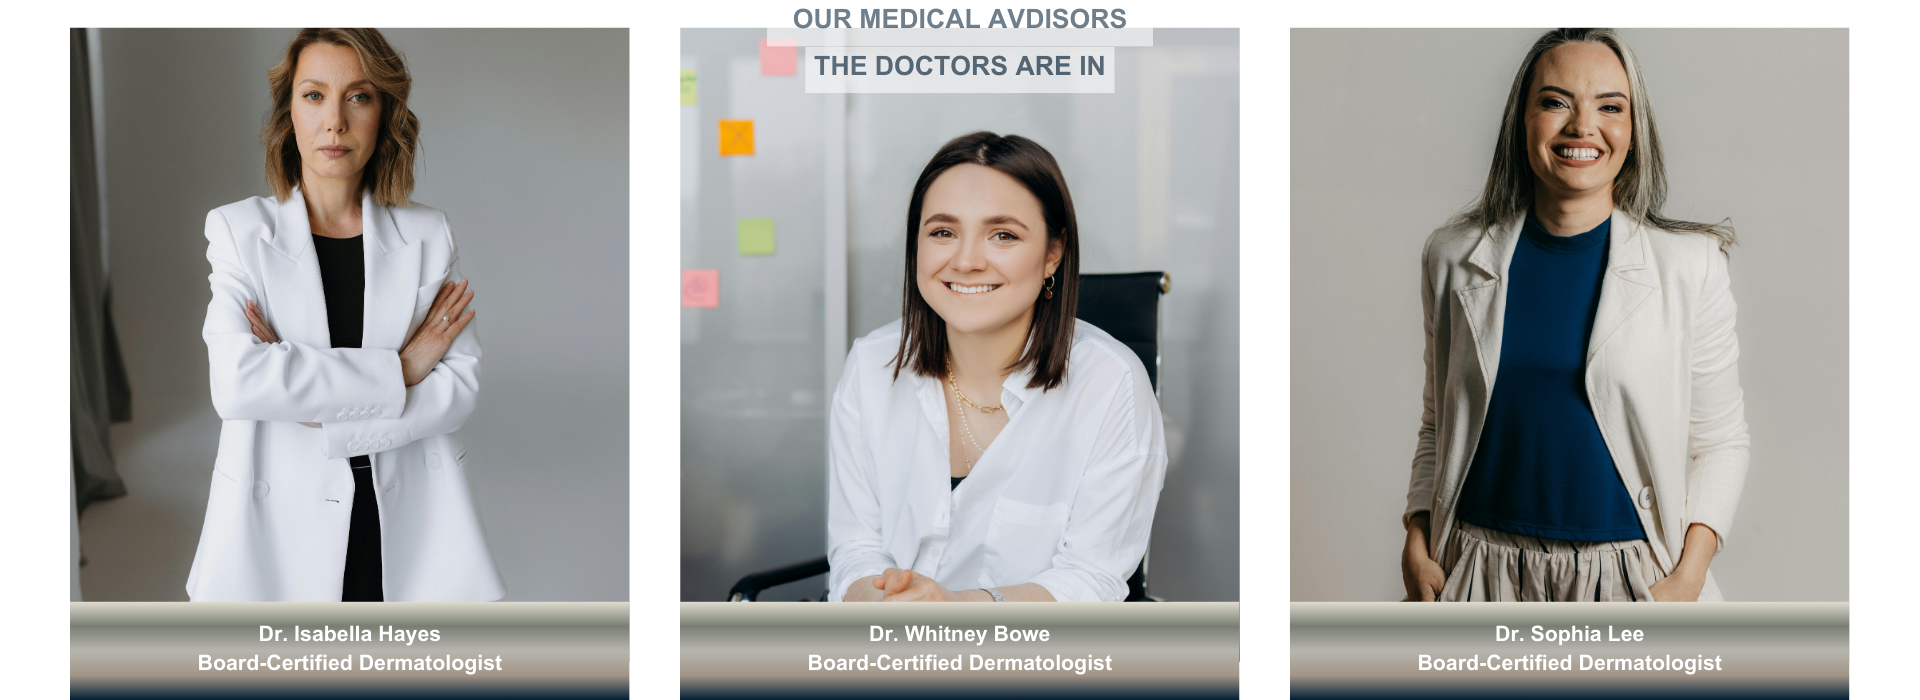 OUR MEDICAL AVDISORS
THE DOCTORS ARE IN
Dr. Isabella Hayes
Board-Certified Dermatologist
Dr. Whitney Bowe
Board-Certified Dermatologist
Dr. Sophia Lee
Board-Certified Dermatologist